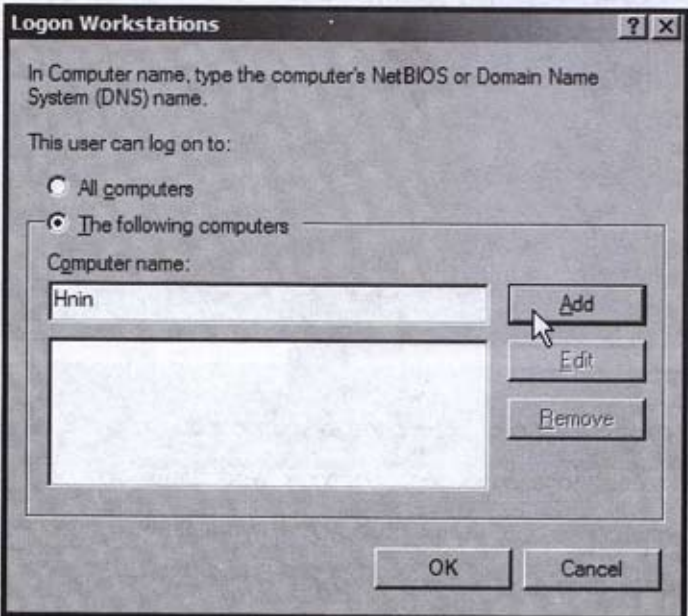 Logon Workstations
In Computer name, type the computer's NetBIOS or Domain Name
System (DNS) name.
This user can log on to:
All computers
The following computers
Computer name:
Hnin
Add
Edit
Remove
OK
Cancel